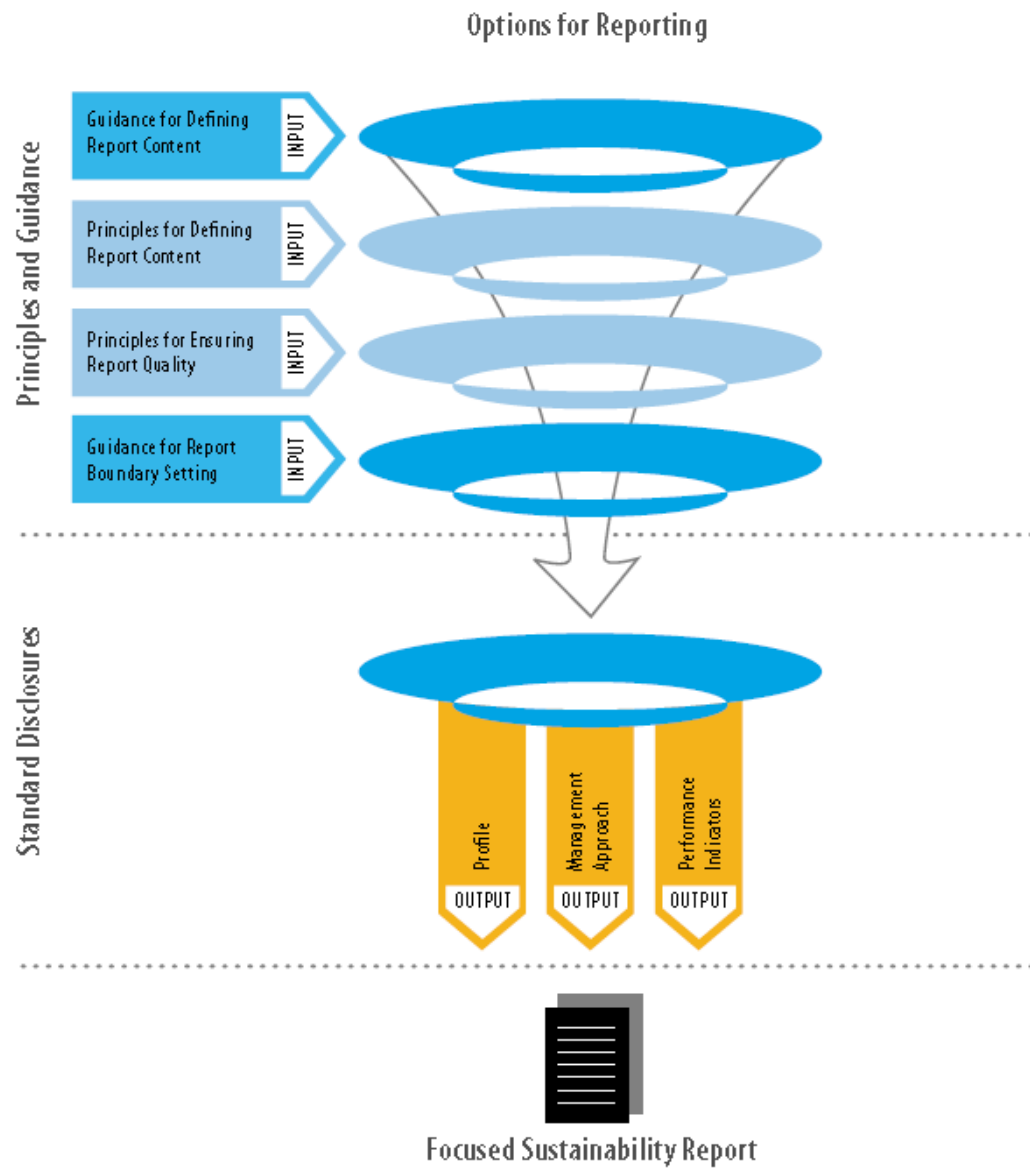 Options for Reporting
Principles and Guidance
Guidance for Defining
Report Content
INPUT
Principles for Defining
Report Content
INPUT
Principles for Ensuring
Report Quality
INPUT
Guidance for Report
Boundary Setting
INPUT
Standard Disclosures
Profile
OUTPUT
Management
Approach
OUTPUT
Performance
Indicators
OUTPUT
Focused Sustainability Report